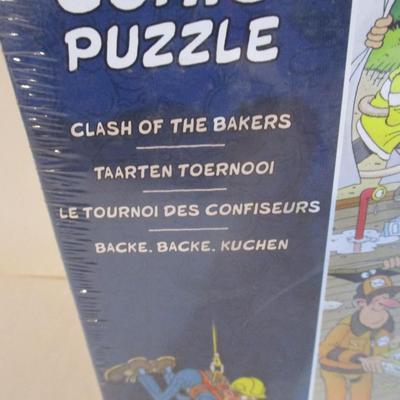 PUZZLE
CLASH OF THE BAKERS
TAARTEN TOERNOOI
LE TOURNOI DES CONFISEURS
BACKE, BACKE, KUCHEN